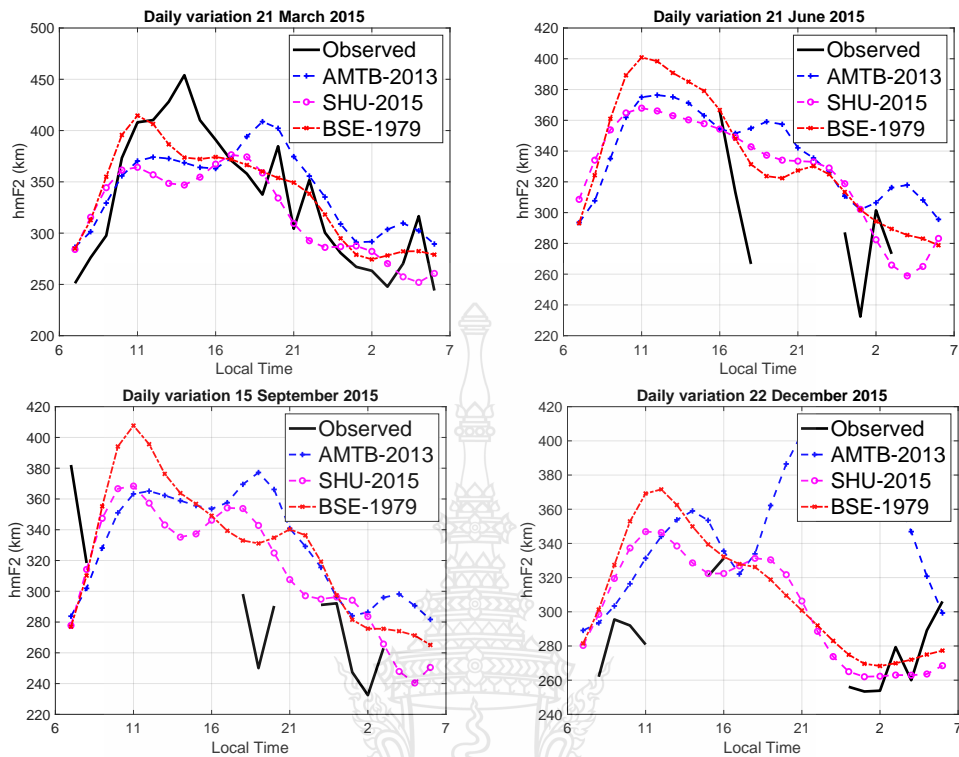 Daily variation 21 March 2015
500
450
400
350
300
250
200
hmF2 (km)
6 11 16 21 2 7
Local Time
Observed
AMTB-2013
SHU-2015
BSE-1979
Daily variation 21 June 2015
420
400
380
360
340
320
300
280
260
240
220
hmF2 (km)
6 11 16 21 2 7
Local Time
Observed
AMTB-2013
SHU-2015
BSE-1979
Daily variation 15 September 2015
420
400
380
360
340
320
300
280
260
240
220
hmF2 (km)
6 11 16 21 2 7
Local Time
Observed
AMTB-2013
SHU-2015
BSE-1979
Daily variation 22 December 2015
420
400
380
360
340
320
300
280
260
240
hmF2 (km)
6 11 16 21 2 7
Local Time
Observed
AMTB-2013
SHU-2015
BSE-1979